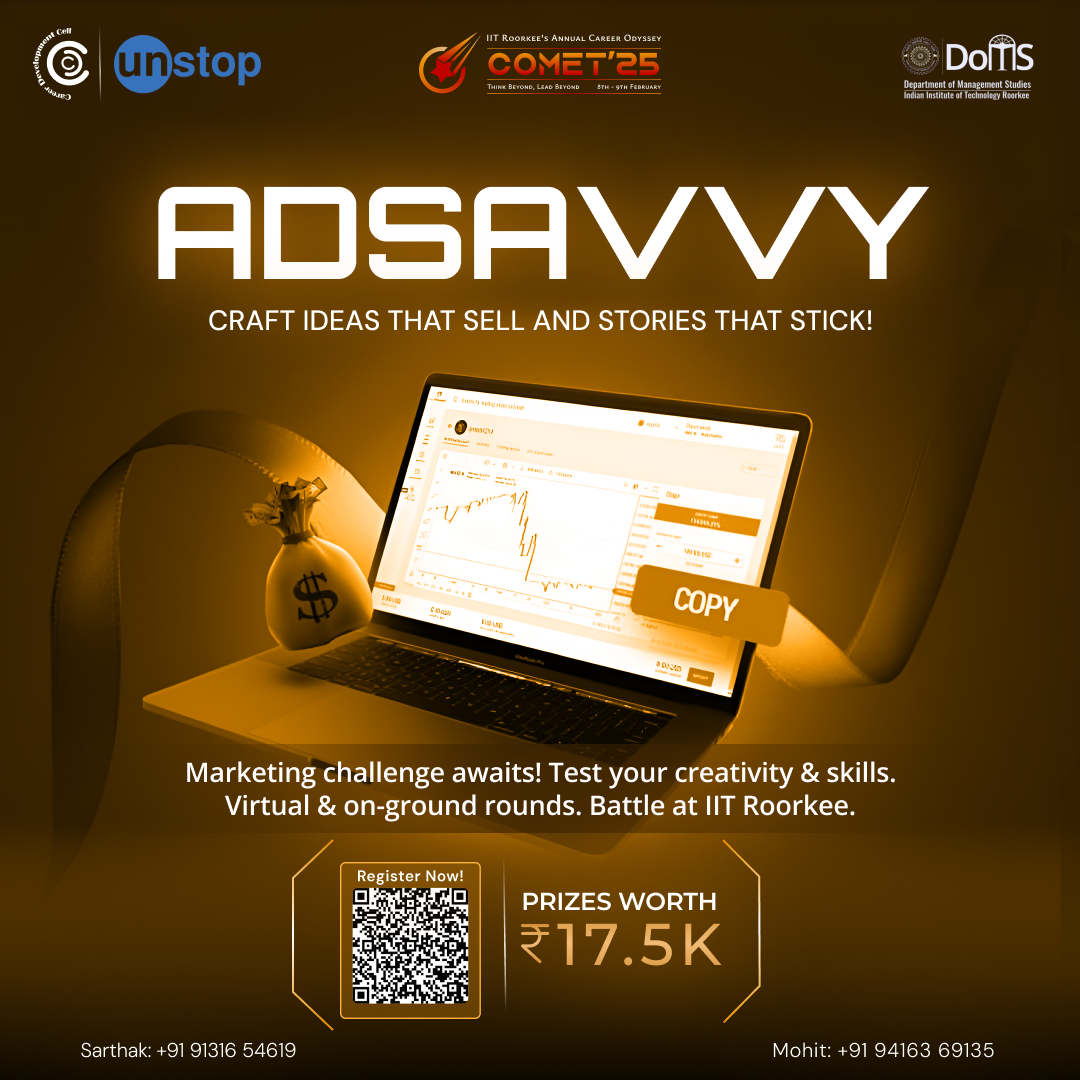 Career Development Cell
unstop
IIT Roorkee's Annual Career Odyssey
COMET'25
Think Beyond, Lead Beyond 8th - 9th February
DoMS
Department of Management Studies
Indian Institute of Technology Roorkee
ADSAVVY
CRAFT IDEAS THAT SELL AND STORIES THAT STICK!
$
COPY
Marketing challenge awaits! Test your creativity & skills.
Virtual & on-ground rounds. Battle at IIT Roorkee.
Register Now!
PRIZES WORTH
₹17.5K
Sarthak: +91 91316 54619
Mohit: +91 94163 69135